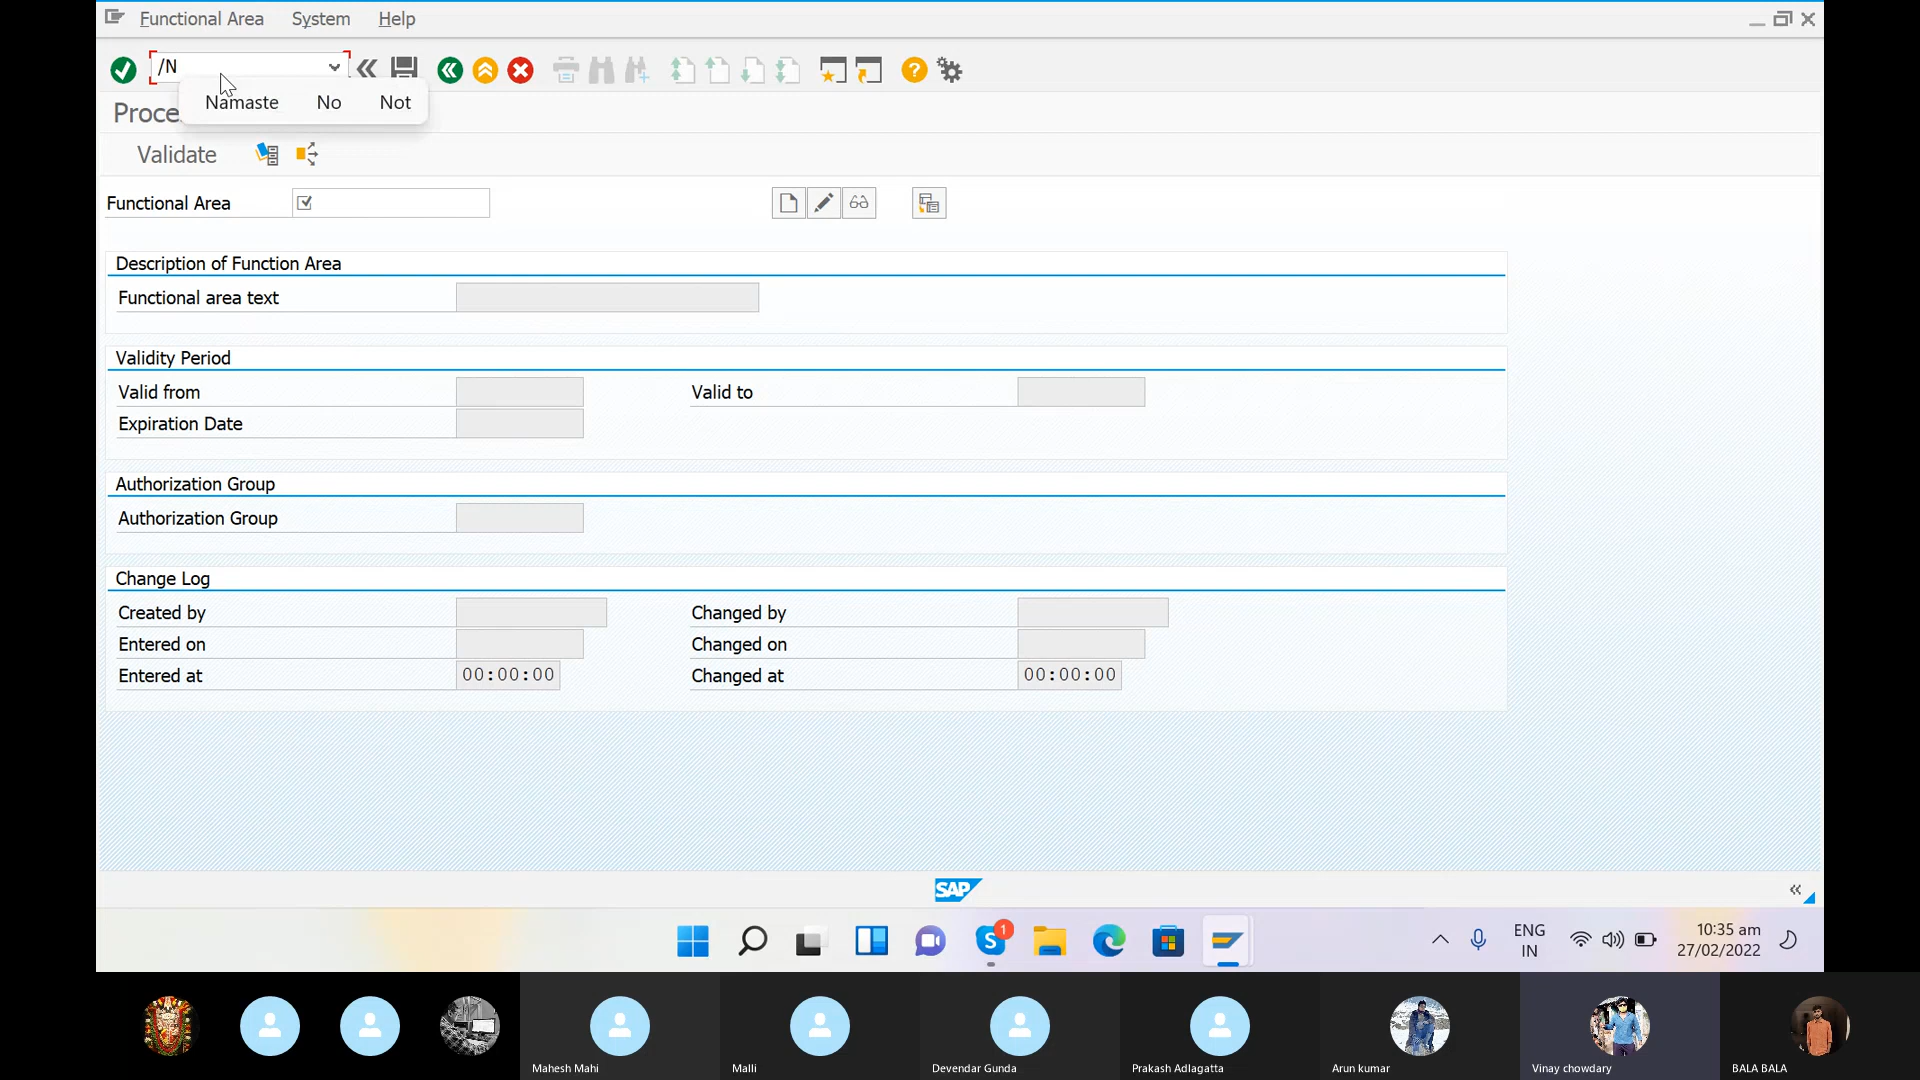 Functional Area System Help
/N
Namaste No Not
Proce
Validate
Functional Area
Description of Function Area
Functional area text
Validity Period
Valid from Valid to
Expiration Date
Authorization Group
Authorization Group
Change Log
Created by Changed by
Entered on Changed on
Entered at 00:00:00 Changed at 00:00:00
SAP
1
ENG 10:35 am
IN 27/02/2022
Mahesh Mahi Malli Devendar Gunda Prakash Adlagatta Arun kumar Vinay chowdary BALA BALA